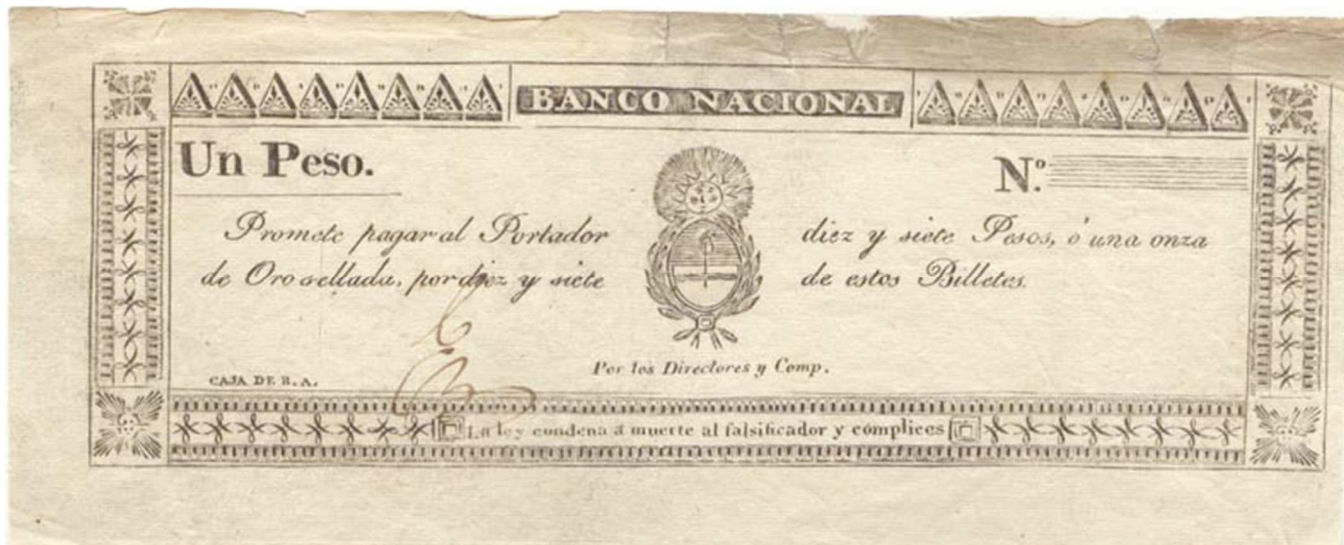 BANCO NACIONAL
Un Peso.
N.º
Promete pagar al Portador diez y siete Pesos, ó una onza
de Oro sellada, por diez y siete de estos Billetes.
Por los Directores y Comp.
CAJA DE B. A.
La ley condena á muerte al falsificador y cómplices